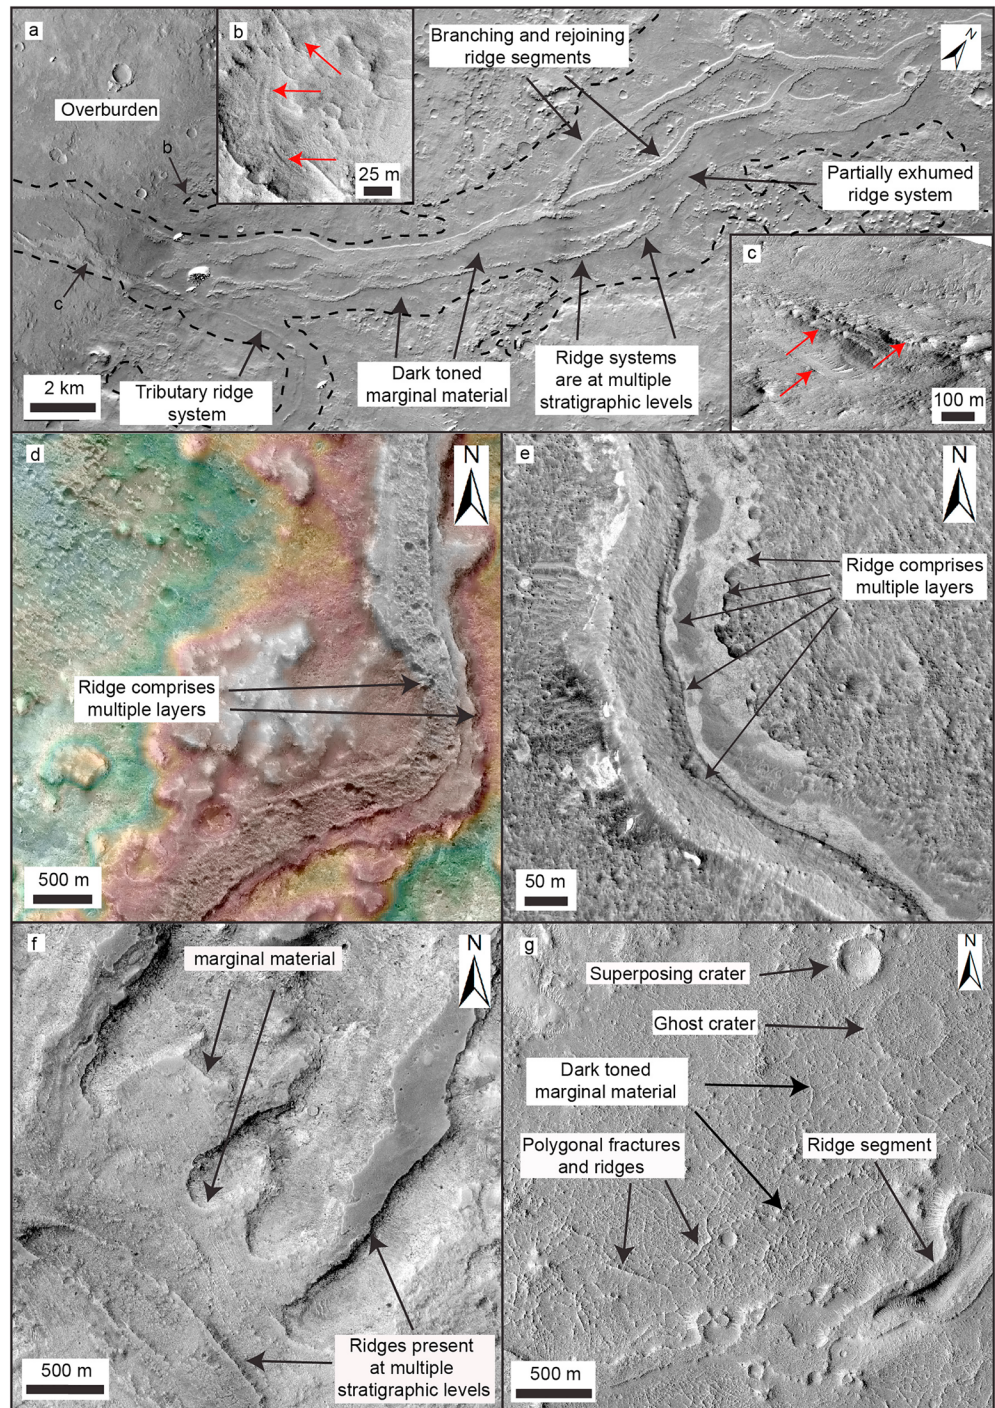 a
b
Branching and rejoining
ridge segments
N
Overburden
b
25 m
Partially exhumed
ridge system
c
c
2 km
Tributary ridge
system
Dark toned
marginal material
Ridge systems
are at multiple
stratigraphic levels
100 m
d
N
Ridge comprises
multiple layers
500 m
e
N
Ridge comprises
multiple layers
50 m
f
marginal material
N
500 m
Ridges present
at multiple
stratigraphic levels
g
N
Superposing crater
Ghost crater
Dark toned
marginal material
Polygonal fractures
and ridges
Ridge segment
500 m